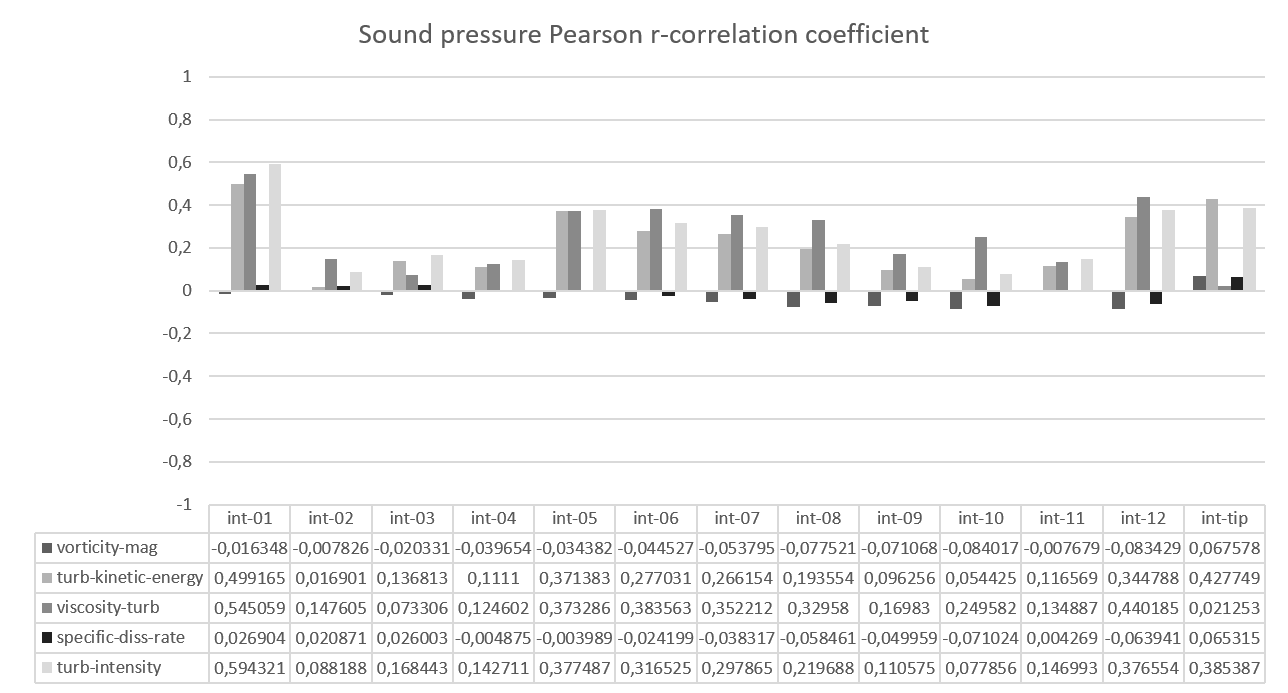 Sound pressure Pearson r-correlation coefficient
1
0,8
0,6
0,4
0,2
0
-0,2
-0,4
-0,6
-0,8
-1
int-01 int-02 int-03 int-04 int-05 int-06 int-07 int-08 int-09 int-10 int-11 int-12 int-tip
vorticity-mag -0,016348 -0,007826 -0,020331 -0,039654 -0,034382 -0,044527 -0,053795 -0,077521 -0,071068 -0,084017 -0,007679 -0,083429 0,067578
turb-kinetic-energy 0,499165 0,016901 0,136813 0,1111 0,371383 0,277031 0,266154 0,193554 0,096256 0,054425 0,116569 0,344788 0,427749
viscosity-turb 0,545059 0,147605 0,073306 0,124602 0,373286 0,383563 0,352212 0,32958 0,16983 0,249582 0,134887 0,440185 0,021253
specific-diss-rate 0,026904 0,020871 0,026003 -0,004875 -0,003989 -0,024199 -0,038317 -0,058461 -0,049959 -0,071024 0,004269 -0,063941 0,065315
turb-intensity 0,594321 0,088188 0,168443 0,142711 0,377487 0,316525 0,297865 0,219688 0,110575 0,077856 0,146993 0,376554 0,385387